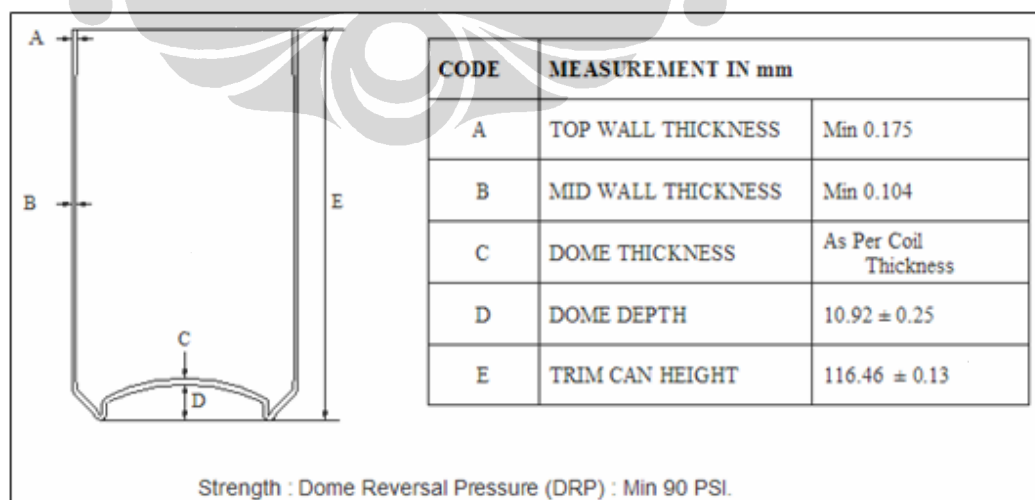 A
B
E
C
D
CODE MEASUREMENT IN mm
A TOP WALL THICKNESS Min 0.175
B MID WALL THICKNESS Min 0.104
C DOME THICKNESS As Per Coil
Thickness
D DOME DEPTH 10.92 ± 0.25
E TRIM CAN HEIGHT 116.46 ± 0.13
Strength : Dome Reversal Pressure (DRP) : Min 90 PSI.